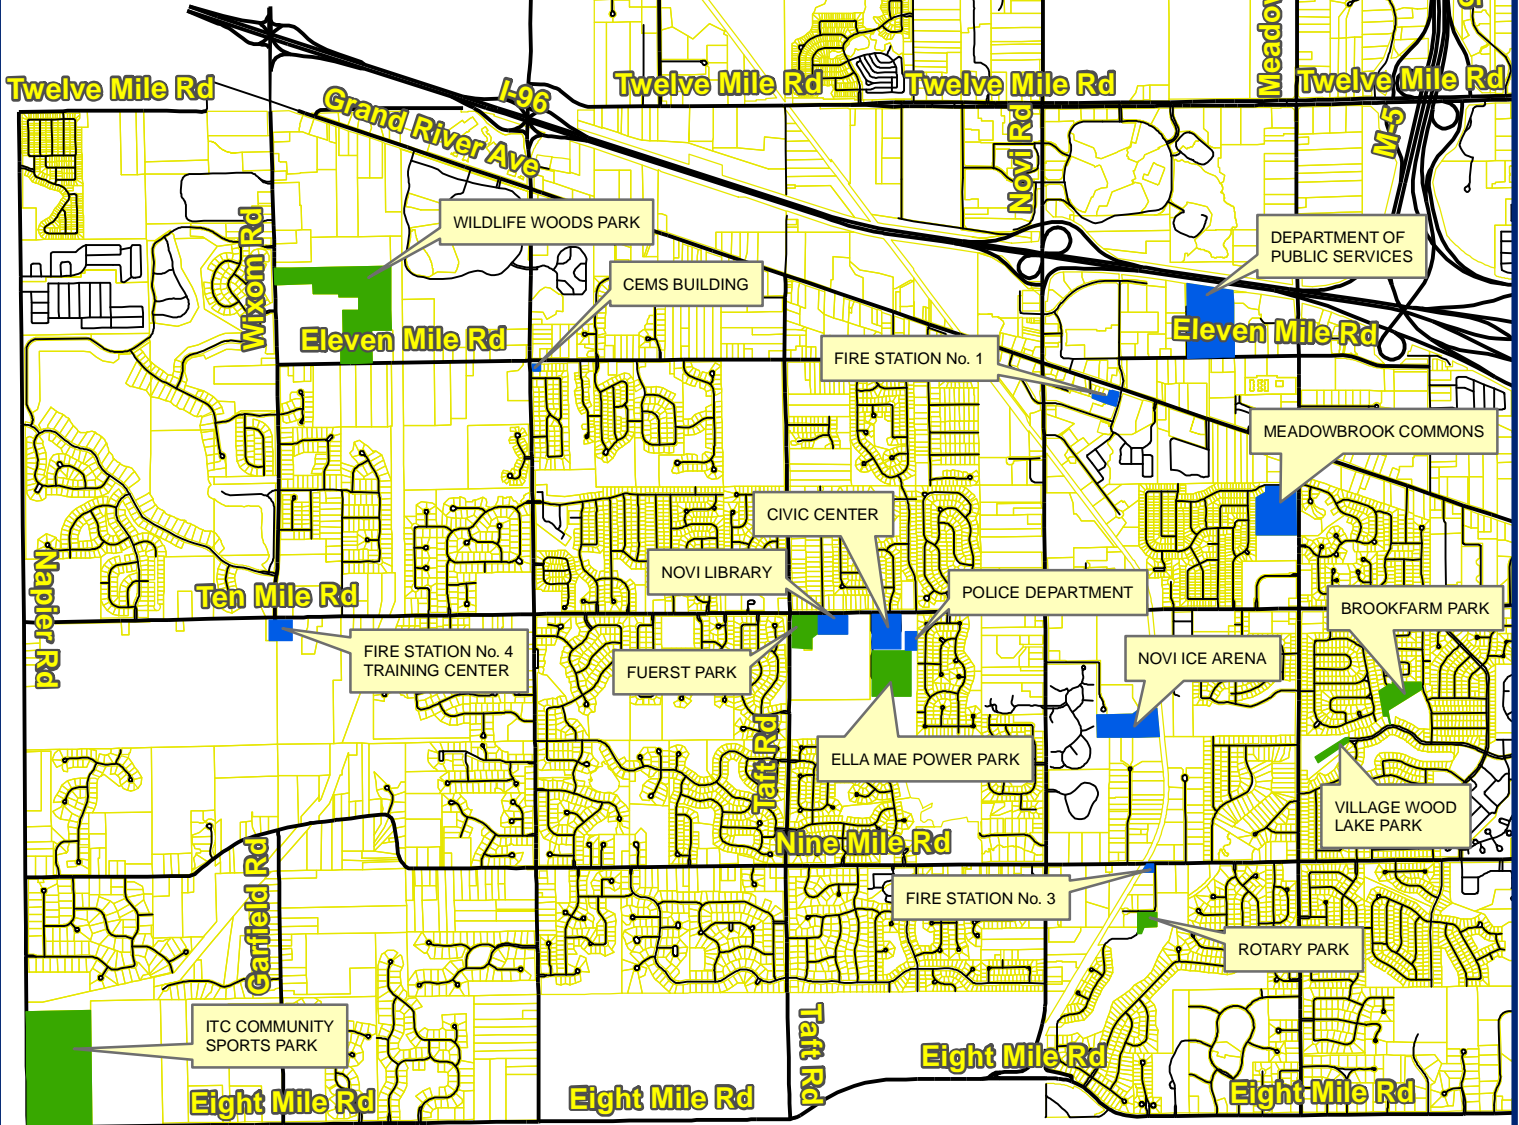 Meadow
Twelve Mile Rd
Twelve Mile Rd
Twelve Mile Rd
Twelve Mile Rd
I-96
Grand River Ave
M-5
Novi Rd
Wixom Rd
WILDLIFE WOODS PARK
DEPARTMENT OF
PUBLIC SERVICES
CEMS BUILDING
Eleven Mile Rd
Eleven Mile Rd
FIRE STATION No. 1
MEADOWBROOK COMMONS
CIVIC CENTER
NOVI LIBRARY
POLICE DEPARTMENT
Napier Rd
Ten Mile Rd
BROOKFARM PARK
FIRE STATION No. 4
TRAINING CENTER
FUERST PARK
NOVI ICE ARENA
Taft Rd
ELLA MAE POWER PARK
VILLAGE WOOD
LAKE PARK
Nine Mile Rd
Garfield Rd
FIRE STATION No. 3
ROTARY PARK
ITC COMMUNITY
SPORTS PARK
Taft Rd
Eight Mile Rd
Eight Mile Rd
Eight Mile Rd
Eight Mile Rd